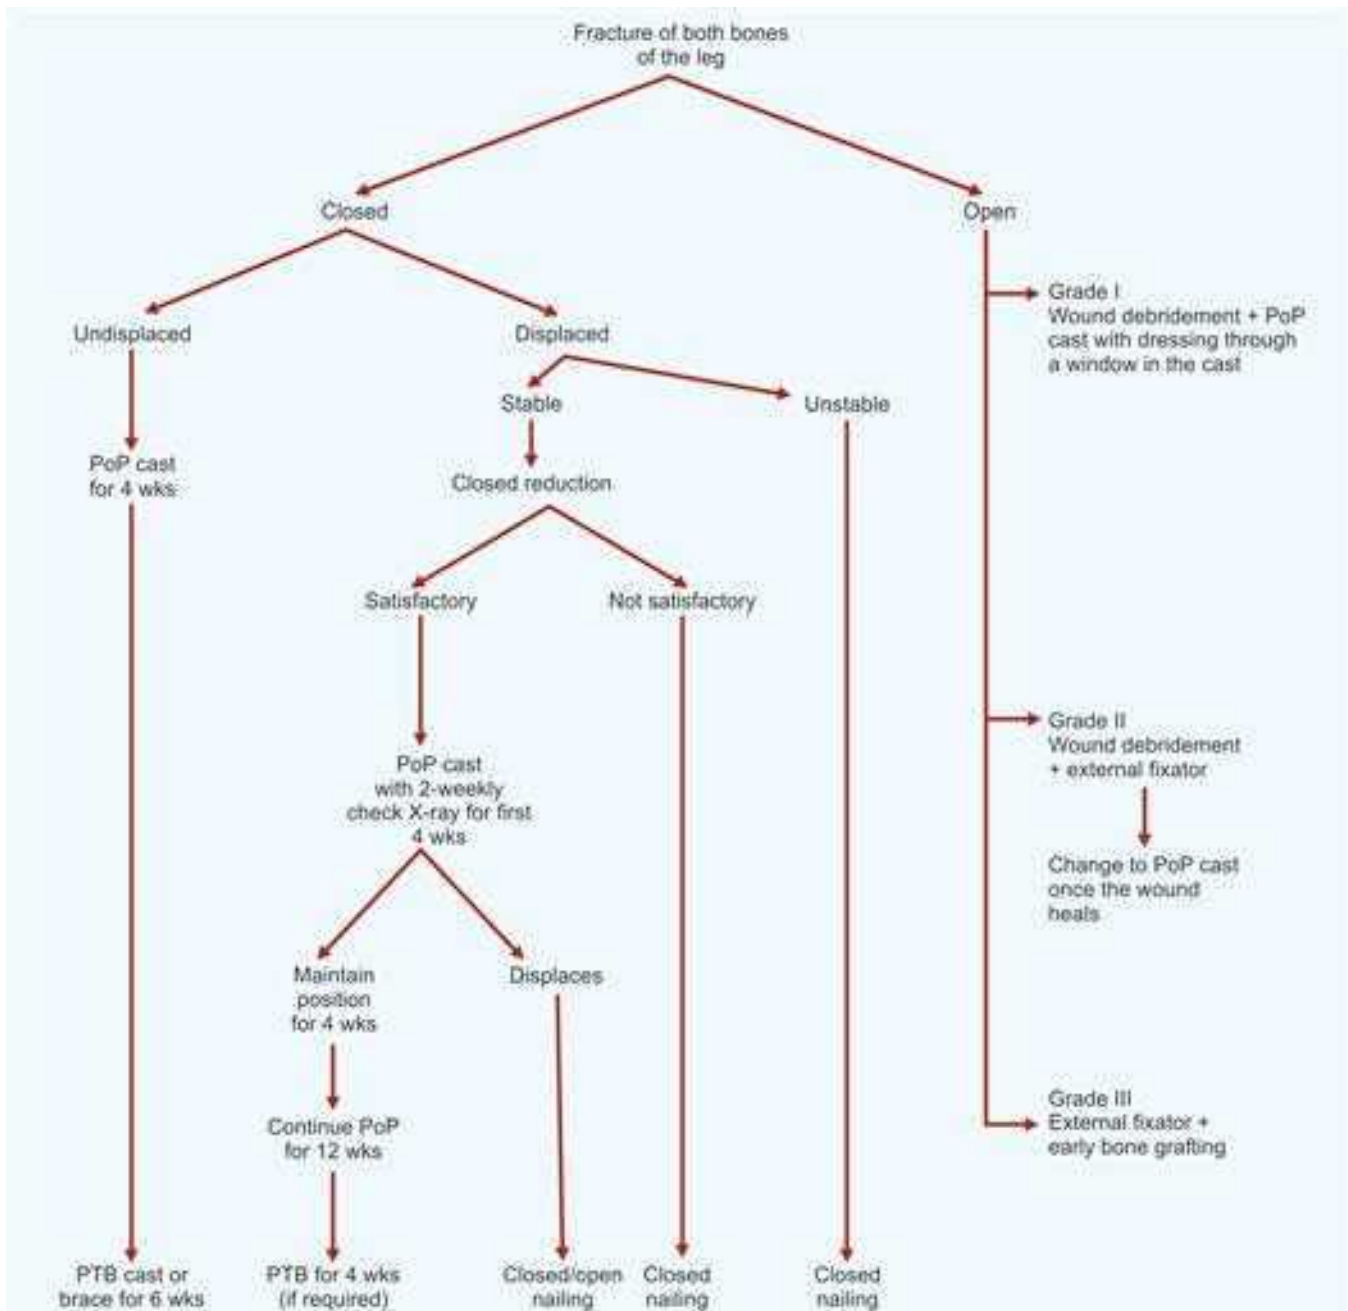 Fracture of both bones
of the leg
Closed
Open
Undisplaced
Displaced
Grade I
Wound debridement + PoP
cast with dressing through
a window in the cast
Stable
Unstable
PoP cast
for 4 wks
Closed reduction
Satisfactory
Not satisfactory
PoP cast
with 2-weekly
check X-ray for first
4 wks
Grade II
Wound debridement
+ external fixator
Change to PoP cast
once the wound
heals
Maintain
position
for 4 wks
Displaces
Continue PoP
for 12 wks
Grade III
External fixator +
early bone grafting
PTB cast or
brace for 6 wks
PTB for 4 wks
(if required)
Closed/open
nailing
Closed
nailing
Closed
nailing